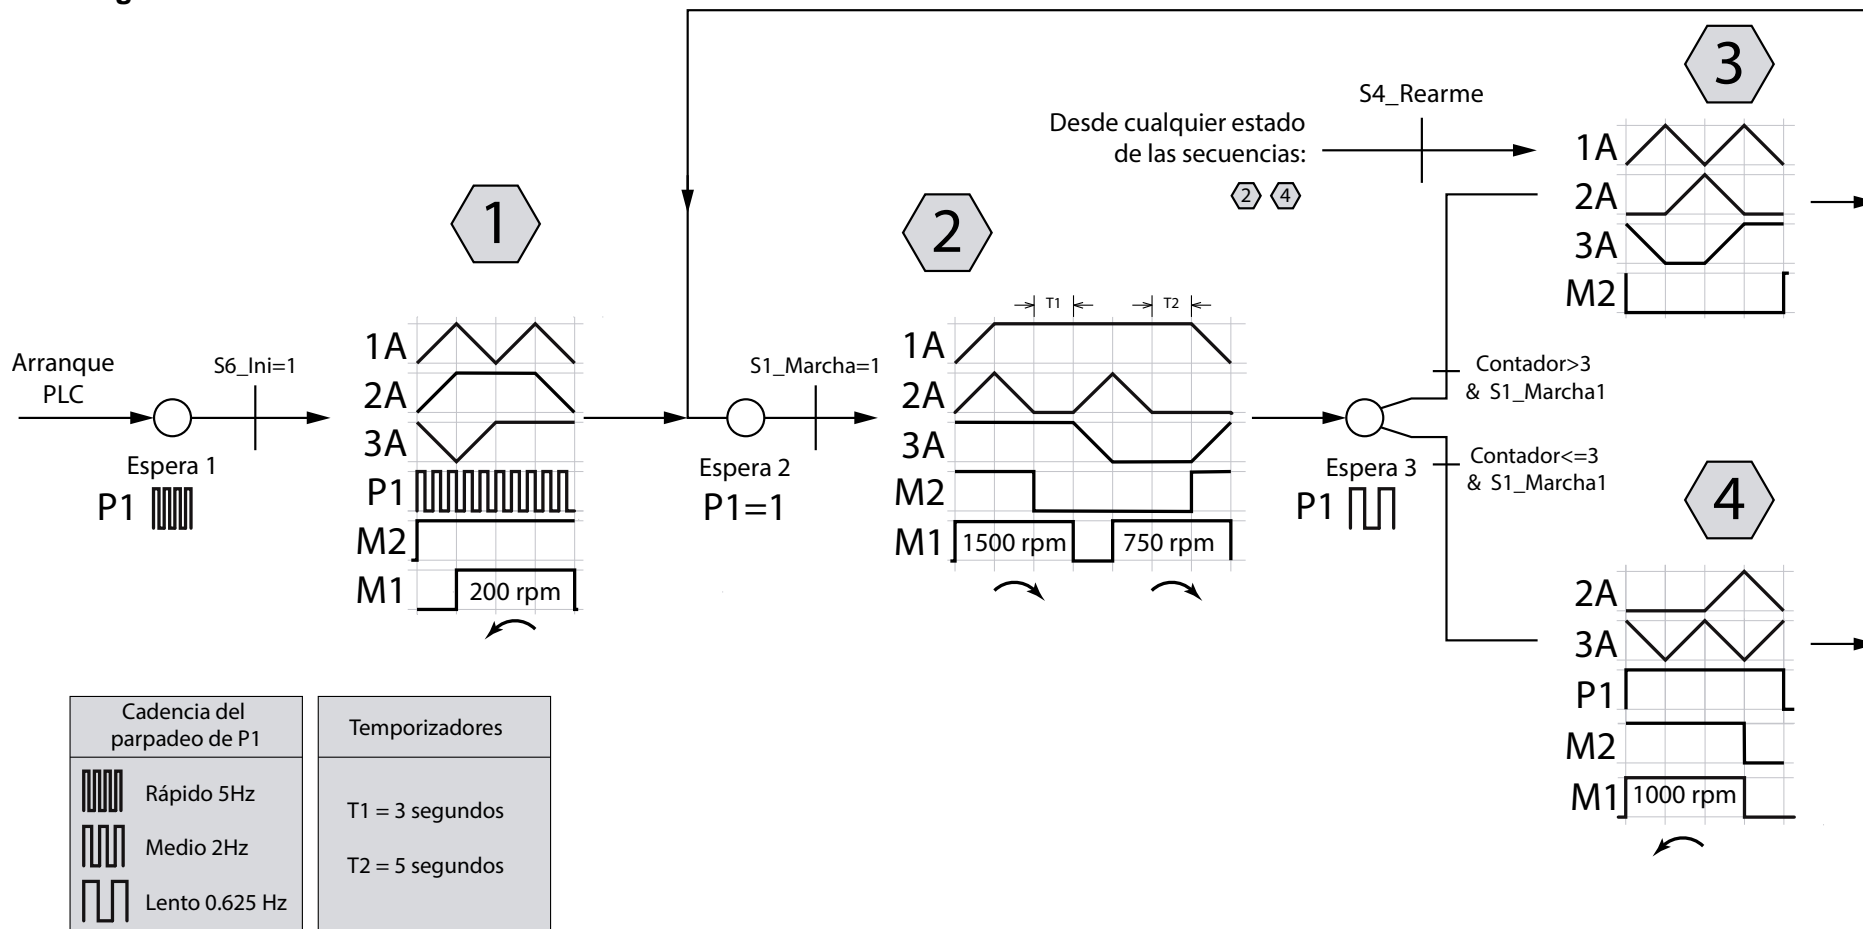 g
3
S4_Rearme
Desde cualquier estado
de las secuencias:
2 4
1A
2A
3A
M2
1
2
T1
T2
Arranque
PLC
S6_Ini=1
1A
2A
3A
P1
M2
M1
200 rpm
Espera 1
P1
S1_Marcha=1
Espera 2
P1=1
1A
2A
3A
M2
M1
1500 rpm
750 rpm
Contador>3
& S1_Marcha1
Espera 3
P1
Contador<=3
& S1_Marcha1
4
2A
3A
P1
M2
M1
1000 rpm
Cadencia del
parpadeo de P1
Rápido 5Hz
Medio 2Hz
Lento 0.625 Hz
Temporizadores
T1 = 3 segundos
T2 = 5 segundos